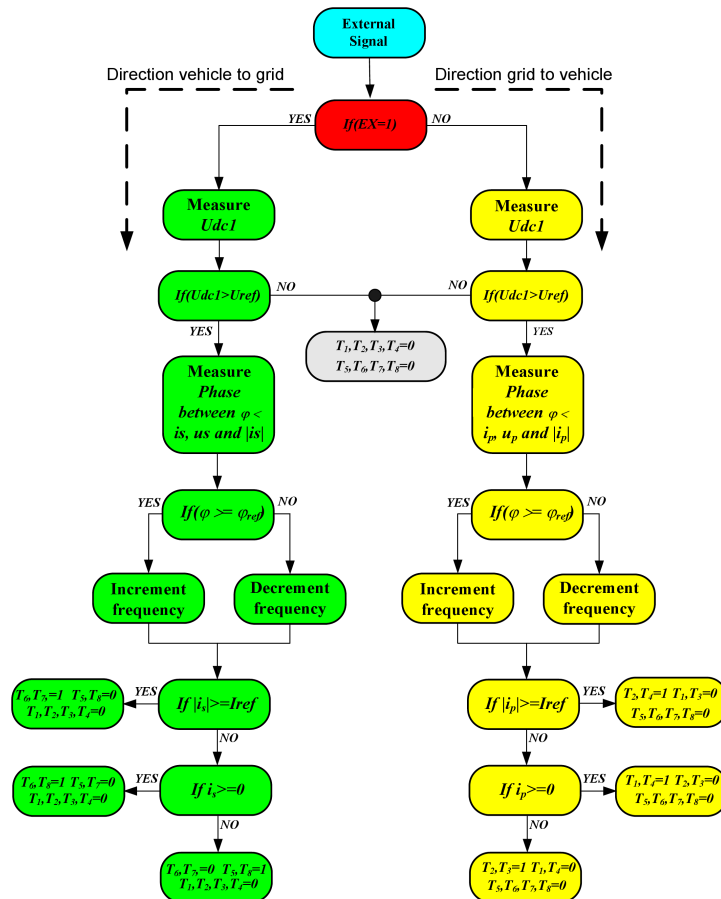 External
Signal
Direction vehicle to grid
Direction grid to vehicle
YES
If(EX=1)
NO
Measure
Udc1
Measure
Udc1
If(Udc1>Uref)
NO
NO
If(Udc1>Uref)
YES
YES
T1,T2,T3,T4=0
T5,T6,T7,T8=0
Measure
Phase
between φ <
is, us and |is|
Measure
Phase
between φ <
ip, up and |ip|
YES
If(φ >= φref)
NO
YES
If(φ >= φref)
NO
Increment
frequency
Decrement
frequency
Increment
frequency
Decrement
frequency
T6,T7,=1 T5,T8=0
T1,T2,T3,T4=0
YES
If |is|>=Iref
NO
If |ip|>=Iref
YES
T2,T4=1 T1,T3=0
T5,T6,T7,T8=0
NO
T6,T8=1 T5,T7=0
T1,T2,T3,T4=0
YES
If is>=0
NO
If ip>=0
YES
T1,T4=1 T2,T3=0
T5,T6,T7,T8=0
NO
T6,T7,=0 T5,T8=1
T1,T2,T3,T4=0
T2,T3=1 T1,T4=0
T5,T6,T7,T8=0